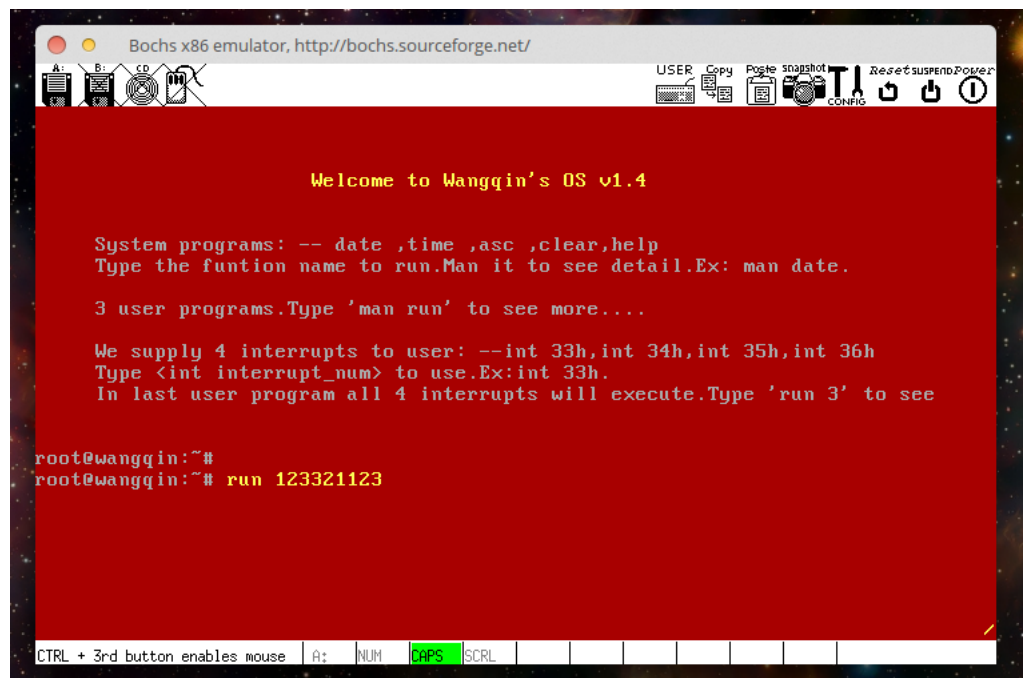 Bochs x86 emulator, http://bochs.sourceforge.net/
A: B: CD USER Copy Paste snapshot CONFIG Reset SUSPEND Power
Welcome to Wangqin's OS v1.4
System programs: -- date ,time ,asc ,clear,help
Type the funtion name to run.Man it to see detail.Ex: man date.
3 user programs.Type 'man run' to see more....
We supply 4 interrupts to user: --int 33h,int 34h,int 35h,int 36h
Type <int interrupt_num> to use.Ex:int 33h.
In last user program all 4 interrupts will execute.Type 'run 3' to see
root@wangqin:~#
root@wangqin:~# run 123321123
CTRL + 3rd button enables mouse A: NUM CAPS SCRL